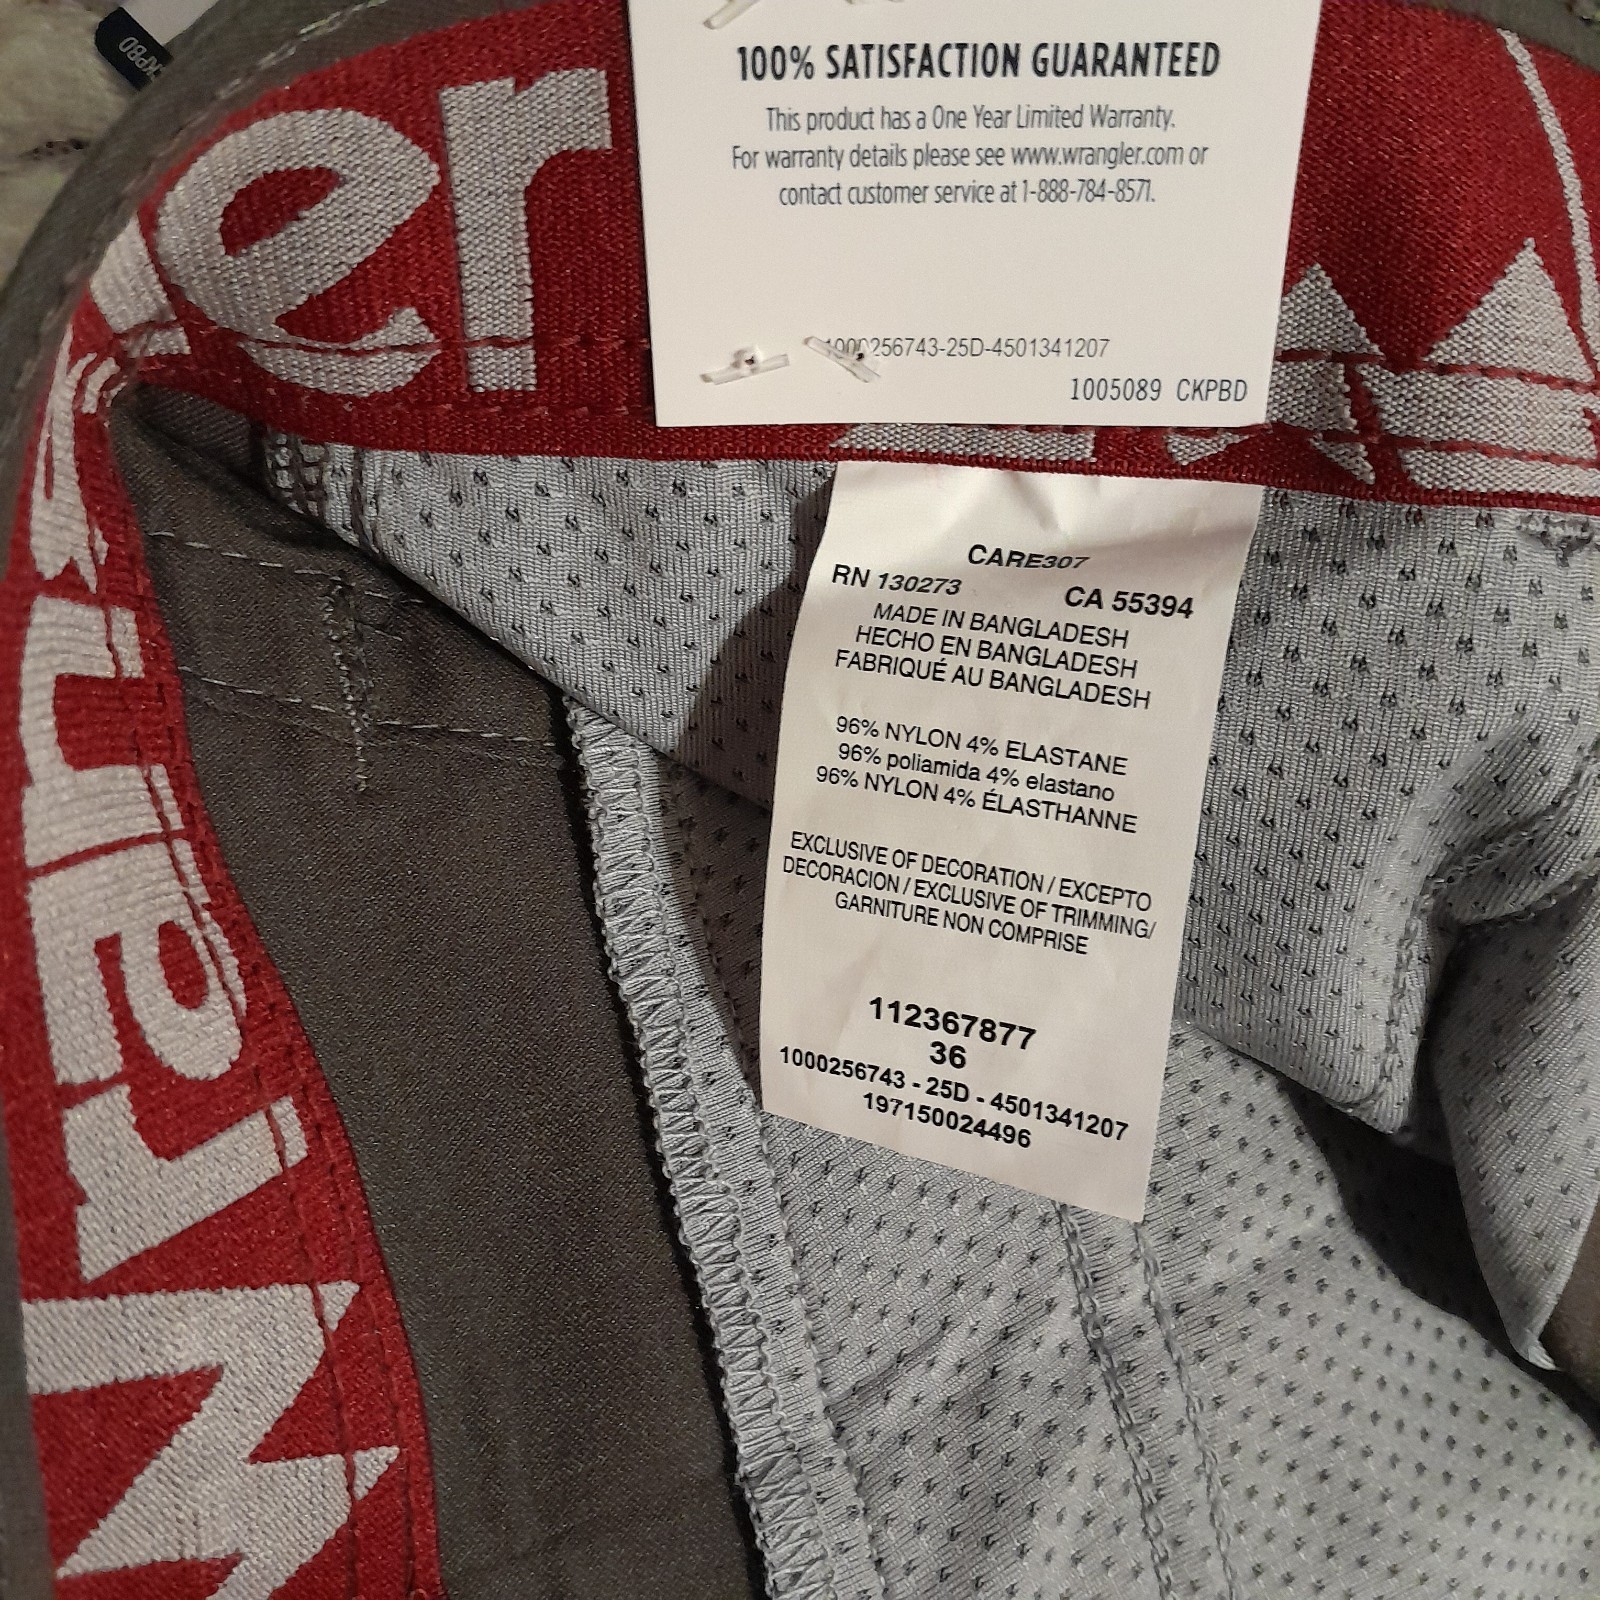 CKPBD
Wrangler
100% SATISFACTION GUARANTEED
This product has a One Year Limited Warranty.
For warranty details please see www.wrangler.com or
contact customer service at 1-888-784-8571.
1000256743-25D-4501341207
1005089 CKPBD
CARE307
RN 130273 CA 55394
MADE IN BANGLADESH
HECHO EN BANGLADESH
FABRIQUÉ AU BANGLADESH
96% NYLON 4% ELASTANE
96% poliamida 4% elastano
96% NYLON 4% ÉLASTHANNE
EXCLUSIVE OF DECORATION / EXCEPTO
DECORACION / EXCLUSIVE OF TRIMMING/
GARNITURE NON COMPRISE
112367877
36
1000256743 - 25D - 4501341207
197150024496